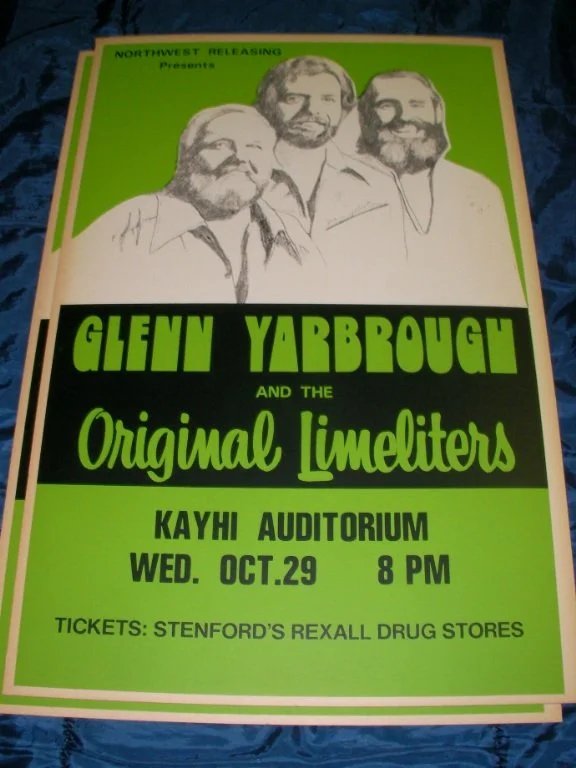 NORTHWEST RELEASING
Presents
GLENN YARBROUGH
AND THE
Original Limeliters
KAYHI AUDITORIUM
WED. OCT.29 8 PM
TICKETS: STENFORD'S REXALL DRUG STORES